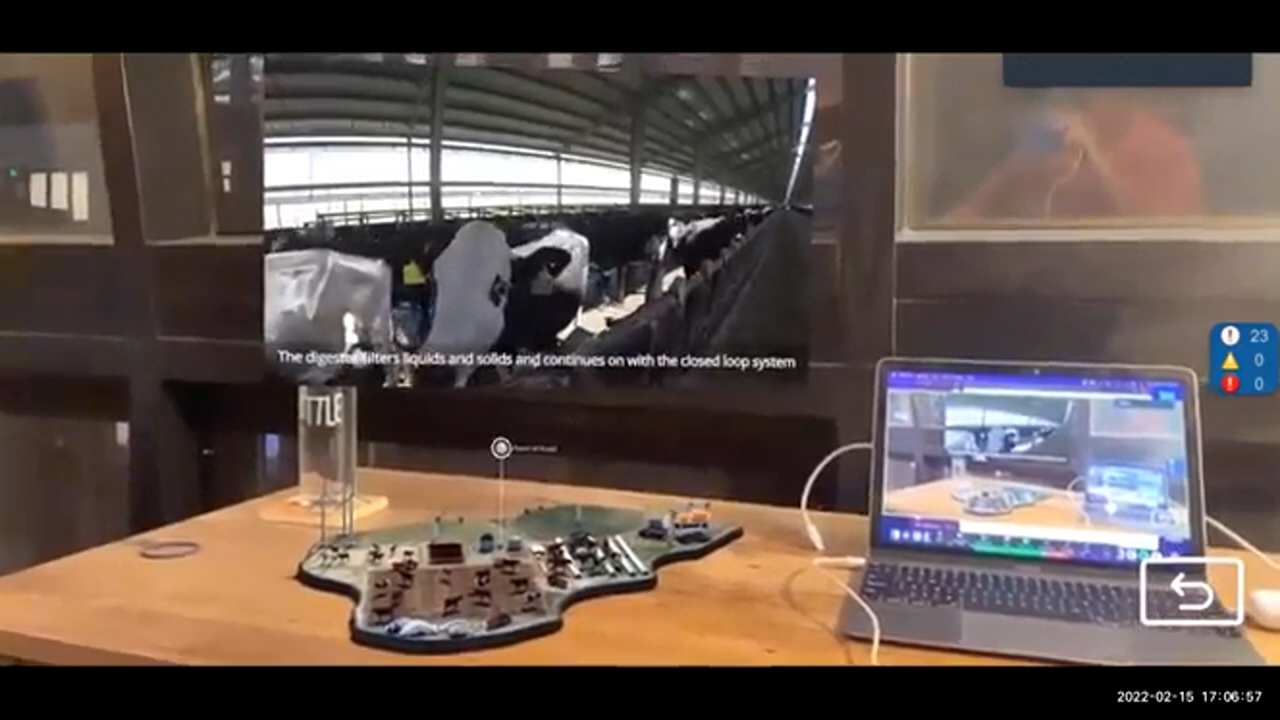 23
0
The digester filters liquids and solids and continues on with the closed loop system
0
TTLE
2022-02-15 17:06:57